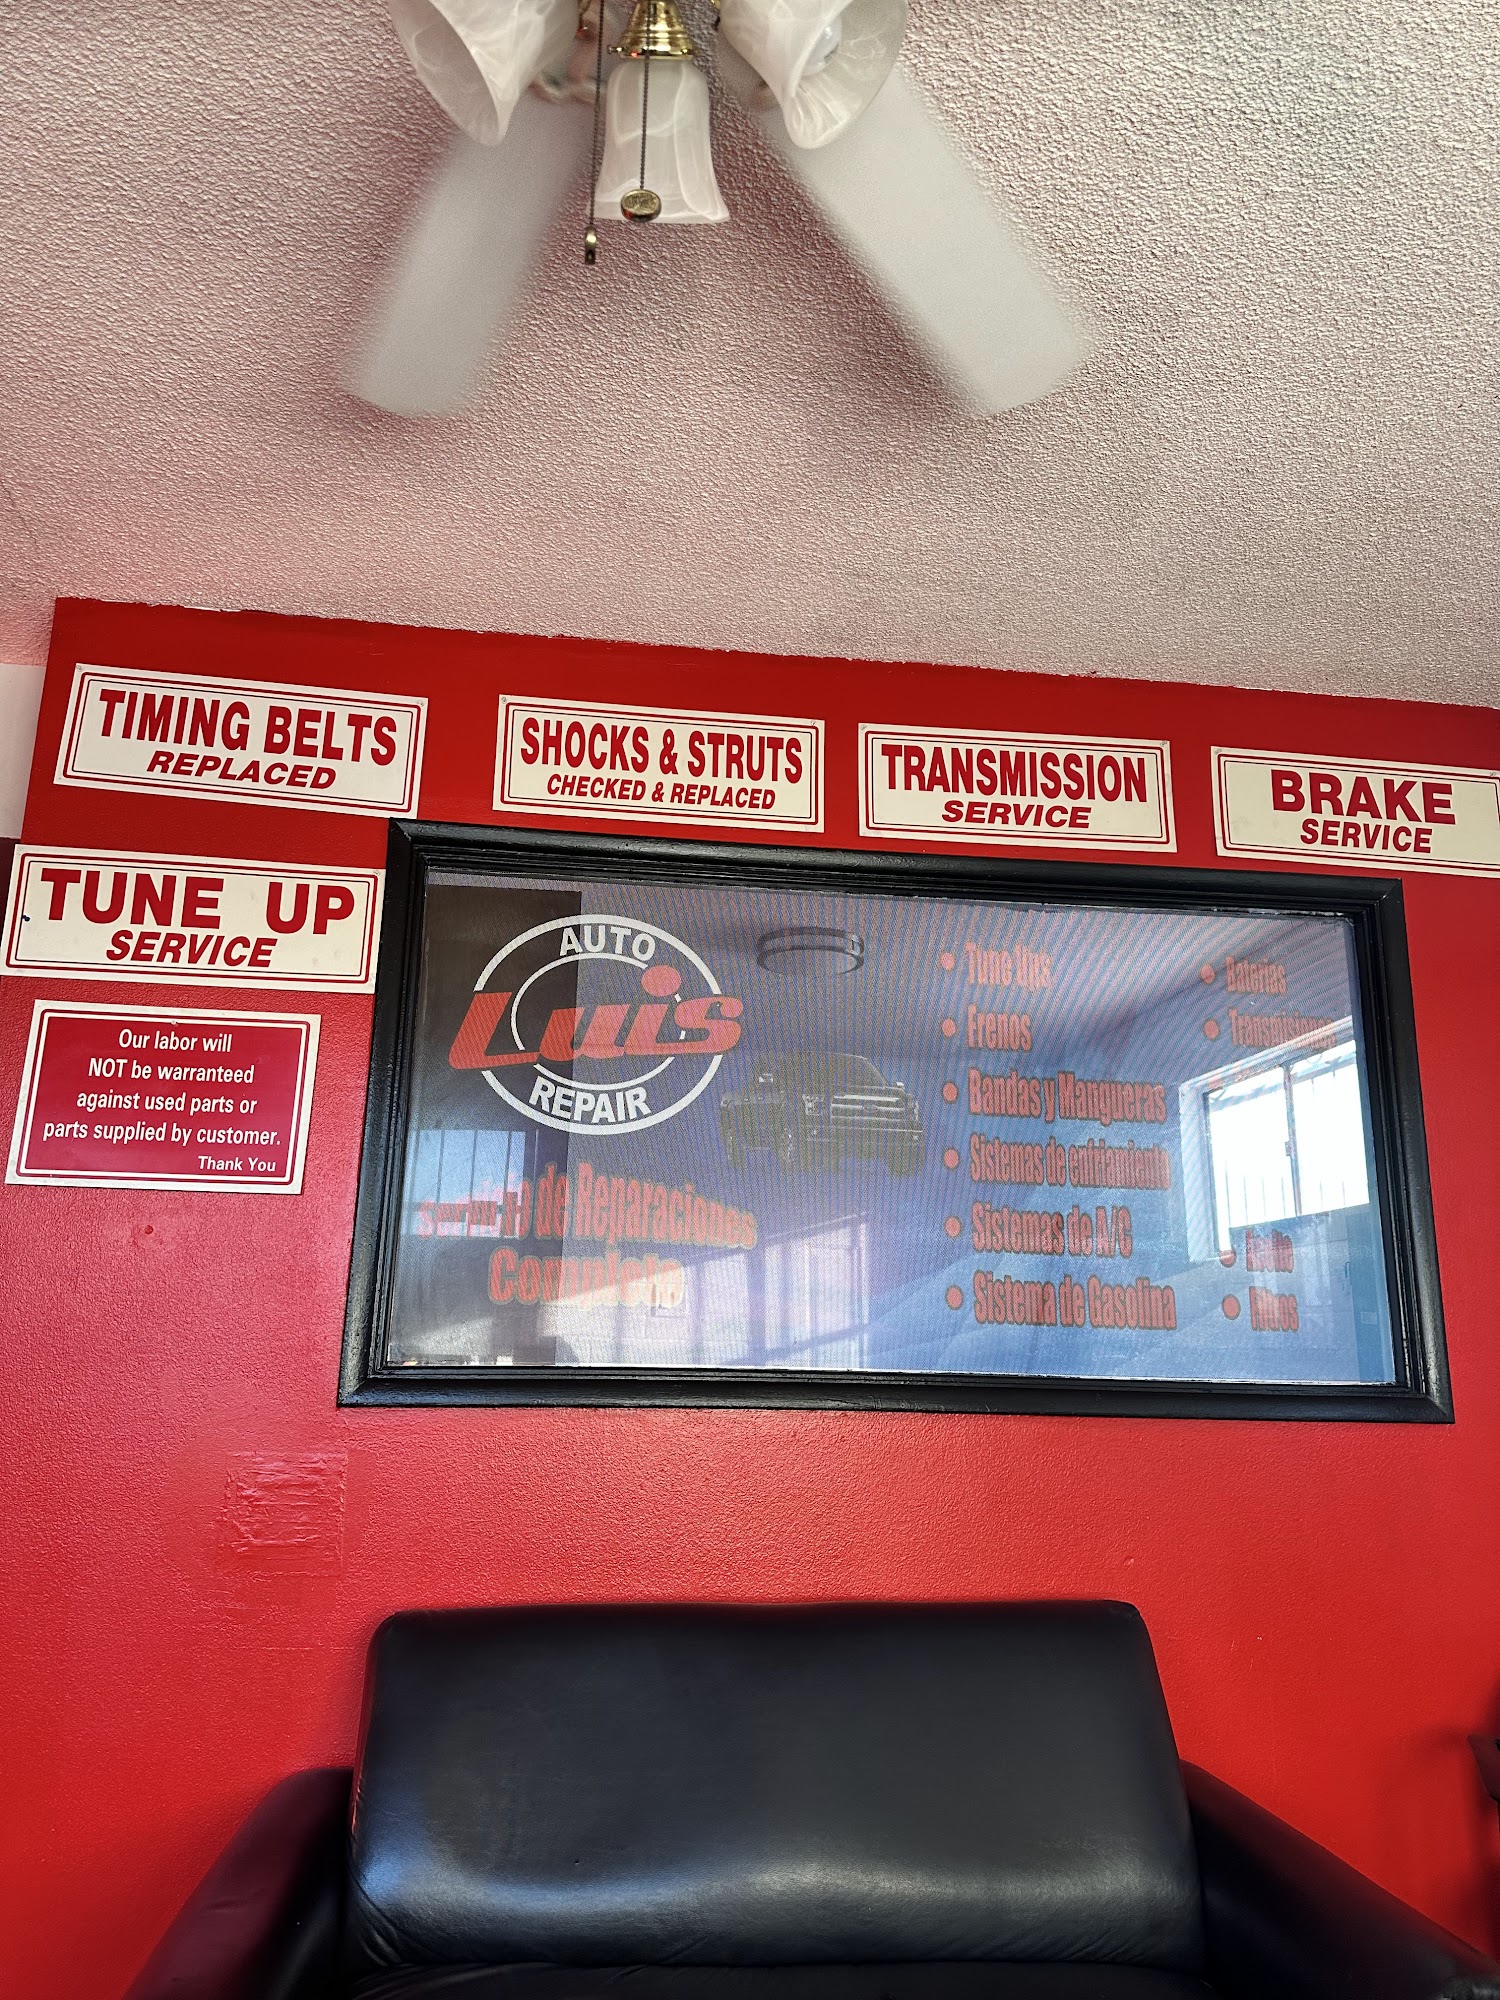 TIMING BELTS
REPLACED
SHOCKS & STRUTS
CHECKED & REPLACED
TRANSMISSION
SERVICE
BRAKE
SERVICE
TUNE UP
SERVICE
Our labor will
NOT be warranteed
against used parts or
parts supplied by customer.
Thank You
AUTO
Luis
REPAIR
de Reparaciones
Completo
• Tune Ups
• Frenos
• Bandas y Mangueras
• Sistemas de enfriamiento
• Sistemas de A/C
• Sistema de Gasolina
• Baterias
• Transmisiones
• Aceite
• Filtros